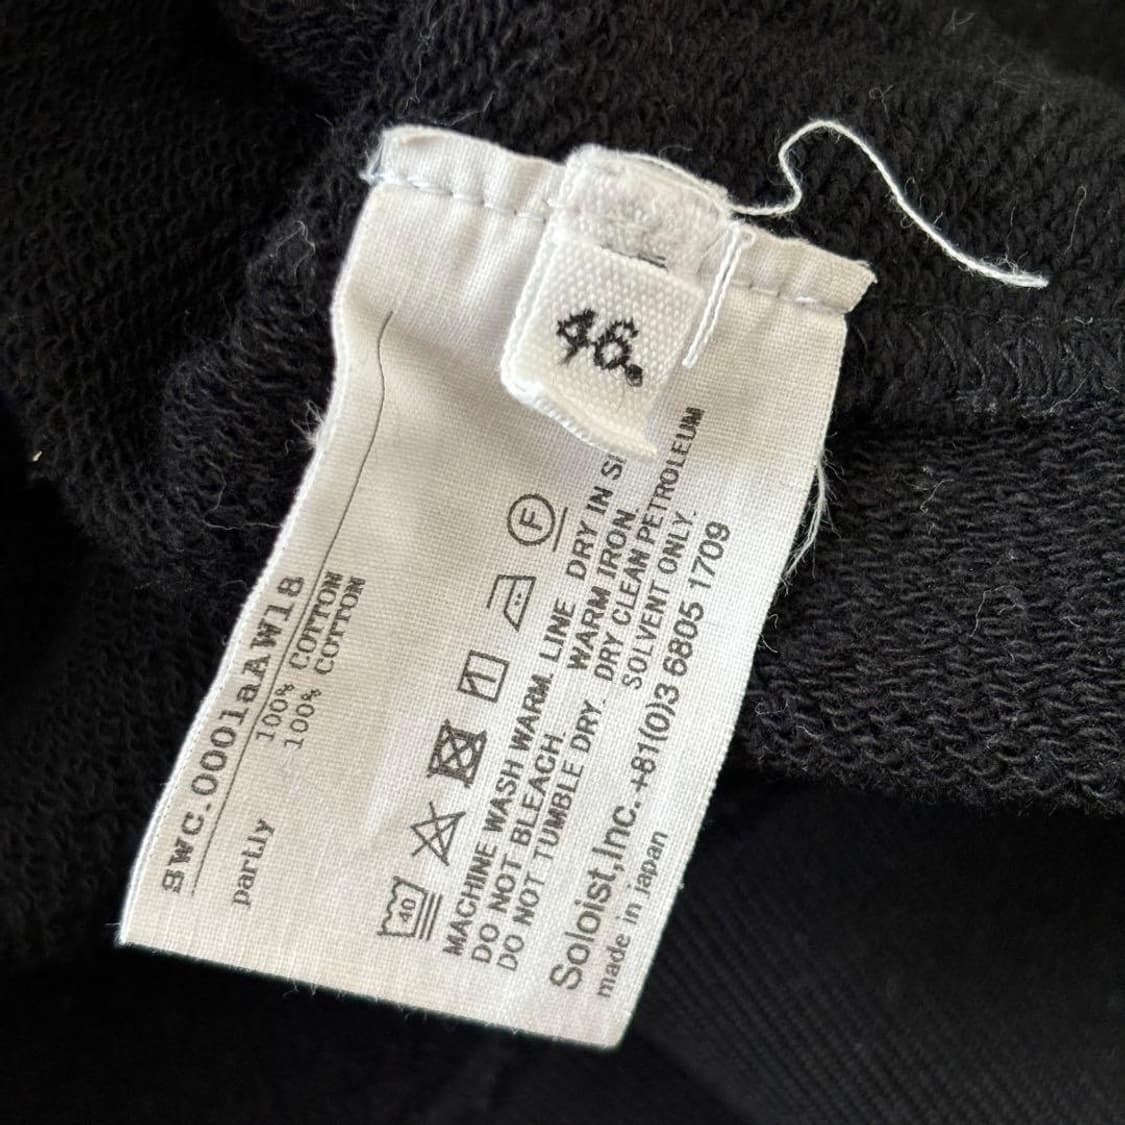 46.
swc.0001aAW18
100% COTTON
partly 100% COTTON
40
F
MACHINE WASH WARM. LINE DRY IN
DO NOT BLEACH. WARM IRON.
DO NOT TUMBLE DRY. DRY CLEAN PETROLEUM
SOLVENT ONLY.
Soloist,Inc. +81(0)3 6805 1709
made in japan